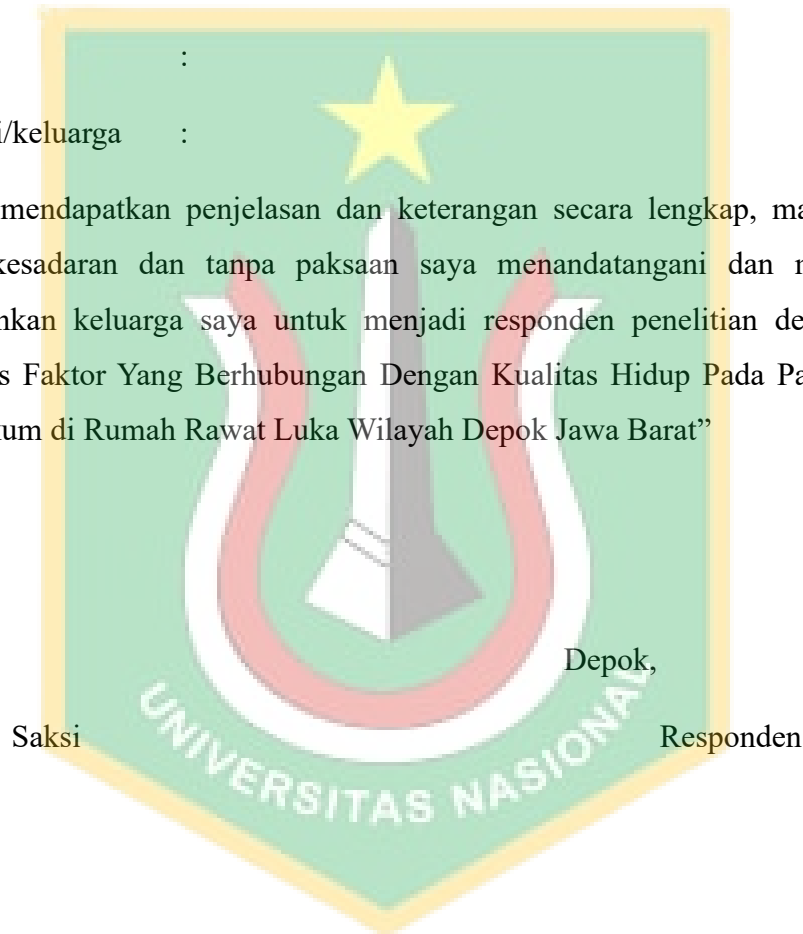 :
i/keluarga :
mendapatkan penjelasan dan keterangan secara lengkap, ma
kesadaran dan tanpa paksaan saya menandatangani dan m
nkan keluarga saya untuk menjadi responden penelitian de
s Faktor Yang Berhubungan Dengan Kualitas Hidup Pada Pa
kum di Rumah Rawat Luka Wilayah Depok Jawa Barat”
Depok,
Saksi Responden
UNIVERSITAS NASIONAL